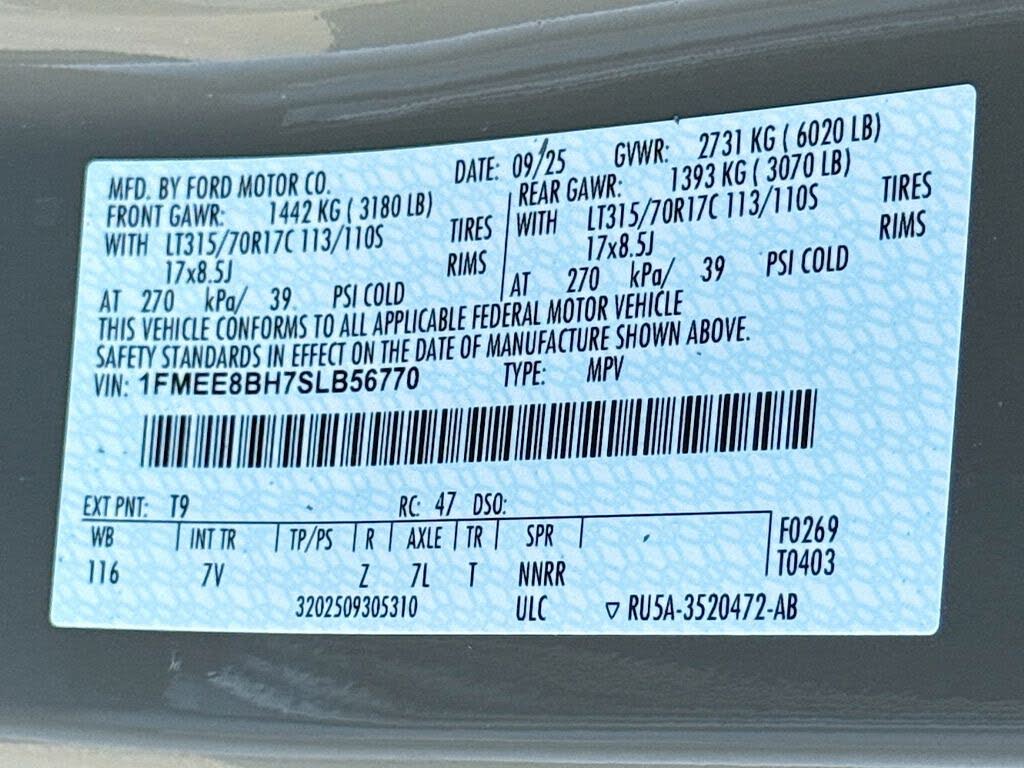 MFD. BY FORD MOTOR CO. DATE: 09/25 GVWR: 2731 KG ( 6020 LB)
FRONT GAWR: 1442 KG ( 3180 LB) REAR GAWR: 1393 KG ( 3070 LB)
WITH LT315/70R17C 113/110S TIRES WITH LT315/70R17C 113/110S TIRES
17x8.5J RIMS 17x8.5J RIMS
AT 270 kPa/ 39 PSI COLD AT 270 kPa/ 39 PSI COLD
THIS VEHICLE CONFORMS TO ALL APPLICABLE FEDERAL MOTOR VEHICLE
SAFETY STANDARDS IN EFFECT ON THE DATE OF MANUFACTURE SHOWN ABOVE.
VIN: 1FMEE8BH7SLB56770 TYPE: MPV
EXT PNT: T9 RC: 47 DSO:
WB INT TR TP/PS R AXLE TR SPR F0269
116 7V Z 7L T NNRR T0403
3202509305310 ULC ▽ RU5A-3520472-AB